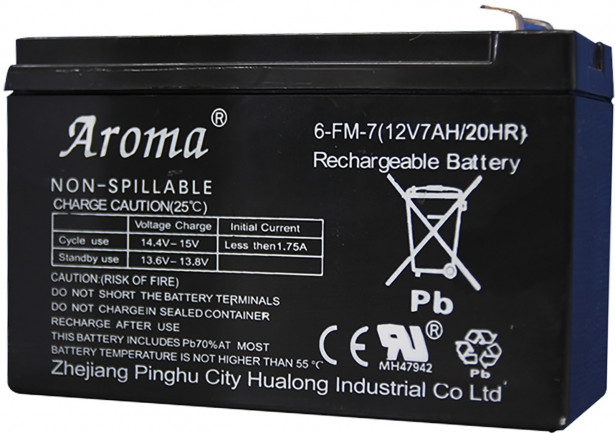 Aroma®
6-FM-7(12V7AH/20HR)
Rechargeable Battery
NON-SPILLABLE
CHARGE CAUTION(25℃)
Voltage Charge Initial Current
Cycle use 14.4V-15V Less then1.75A
Standby use 13.6V-13.8V
CAUTION:(RISK OF FIRE)
DO NOT SHORT THE BATTERY TERMINALS
DO NOT CHARGE IN SEALED CONTAINER
RECHARGE AFTER USE
THIS BATTERY INCLUDES Pb70%AT MOST
BATTERY TEMPERATURE IS NOT HIGHER THAN 55℃
Pb
CE RU®
MH47942
Pb
Zhejiang Pinghu City Hualong Industrial Co Ltd